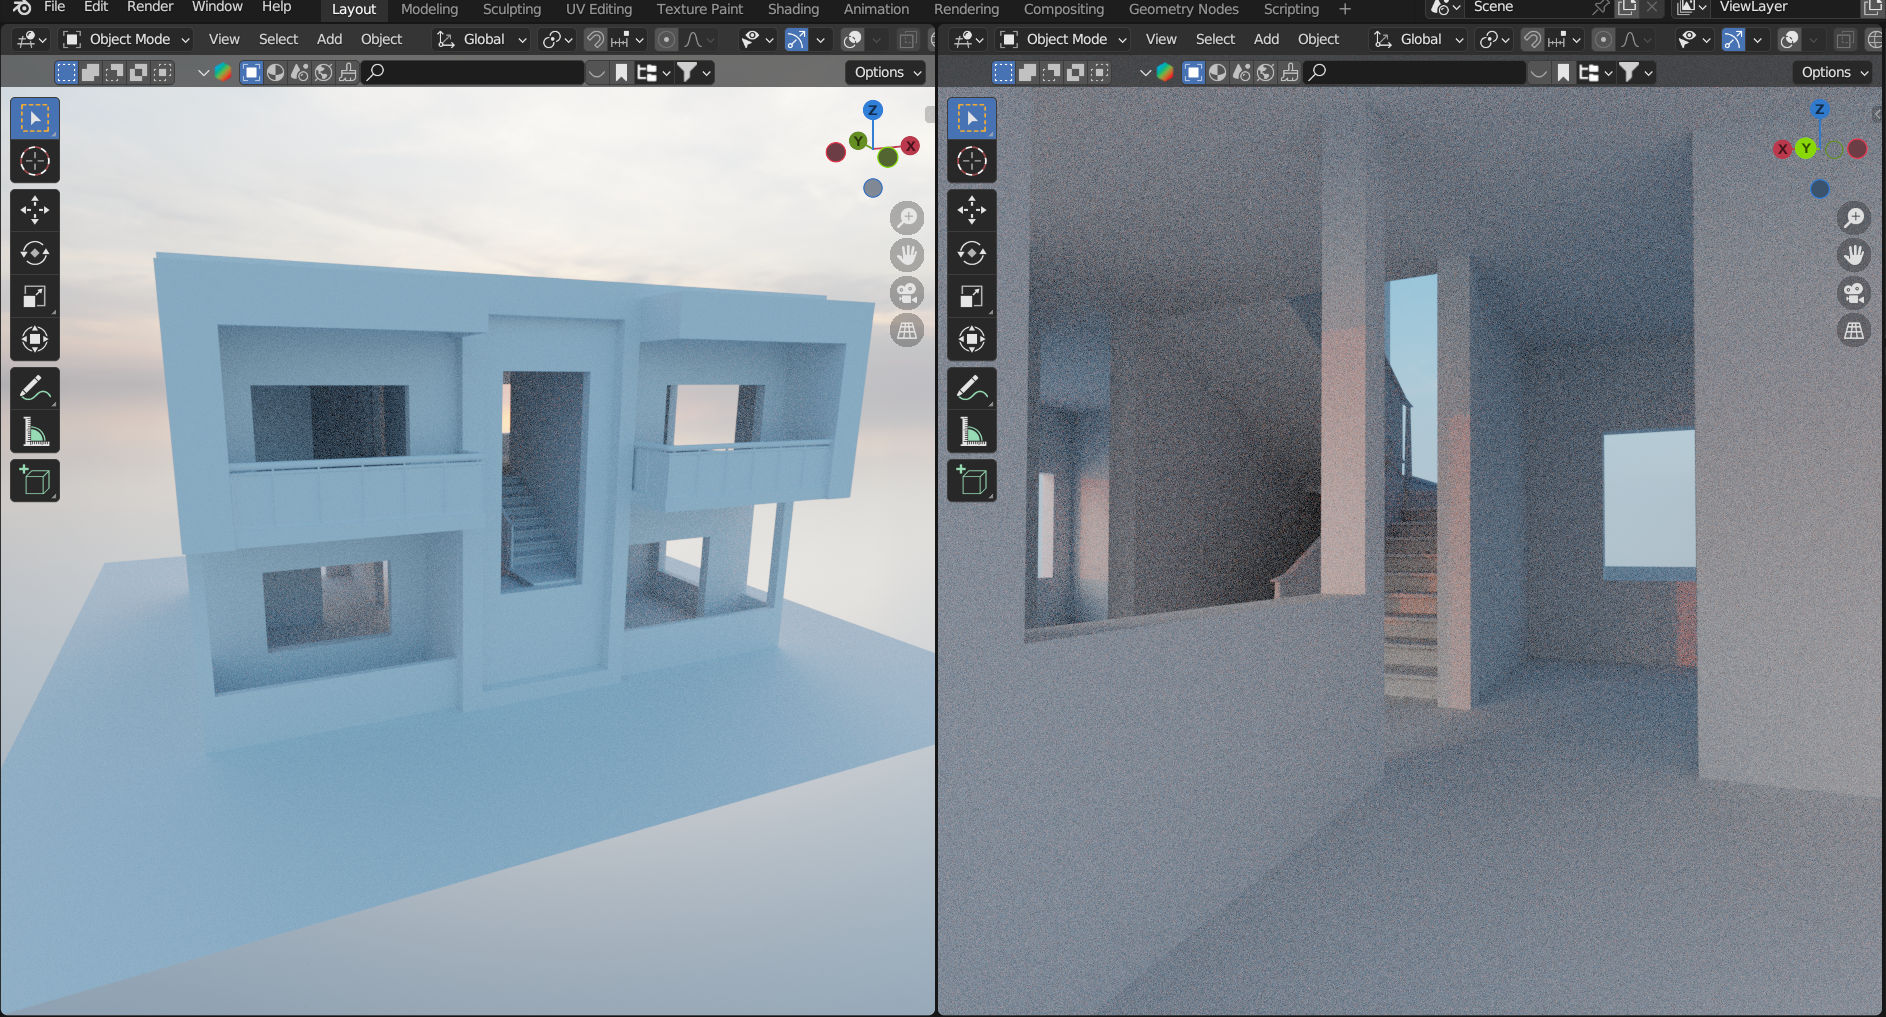 File Edit Render Window Help Layout Modeling Sculpting UV Editing Texture Paint Shading Animation Rendering Compositing Geometry Nodes Scripting + Scene ViewLayer
Object Mode View Select Add Object Global
Options
Z
Y
X
Object Mode View Select Add Object Global
Options
Z
X Y